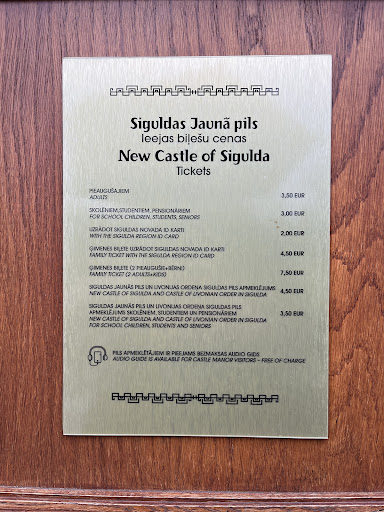 Siguldas Jaunā pils
Ieejas biļešu cenas
New Castle of Sigulda
Tickets
PIEAUGUŠAJIEM
ADULTS 3,50 EUR
SKOLĒNIEM,STUDENTIEM, PENSIONĀRIEM
FOR SCHOOL CHILDREN, STUDENTS, SENIORS 3,00 EUR
UZRĀDOT SIGULDAS NOVADA ID KARTI
WITH THE SIGULDA REGION ID CARD 2,00 EUR
ĢIMENES BIĻETE UZRĀDOT SIGULDAS NOVADA ID KARTI
FAMILY TICKET WITH THE SIGULDA REGION ID CARD 4,50 EUR
ĢIMENES BIĻETE (2 PIEAUGUŠIE+BĒRNI)
FAMILY TICKET (2 ADULTS+KIDS) 7,50 EUR
SIGULDAS JAUNĀS PILS UN LIVONIJAS ORDEŅA SIGULDAS PILS APMEKLĒJUMS
NEW CASTLE OF SIGULDA AND CASTLE OF LIVONIAN ORDER IN SIGULDA 4,50 EUR
SIGULDAS JAUNĀS PILS UN LIVONIJAS ORDEŅA SIGULDAS PILS
APMEKLĒJUMS SKOLĒNIEM, STUDENTIEM UN PENSIONĀRIEM
NEW CASTLE OF SIGULDA AND CASTLE OF LIVONIAN ORDER IN SIGULDA
FOR SCHOOL CHILDREN, STUDENTS AND SENIORS 3,50 EUR
PILS APMEKLĒTĀJIEM IR PIEEJAMS BEZMAKSAS AUDIO GIDS
AUDIO GUIDE IS AVAILABLE FOR CASTLE MANOR VISITORS – FREE OF CHARGE